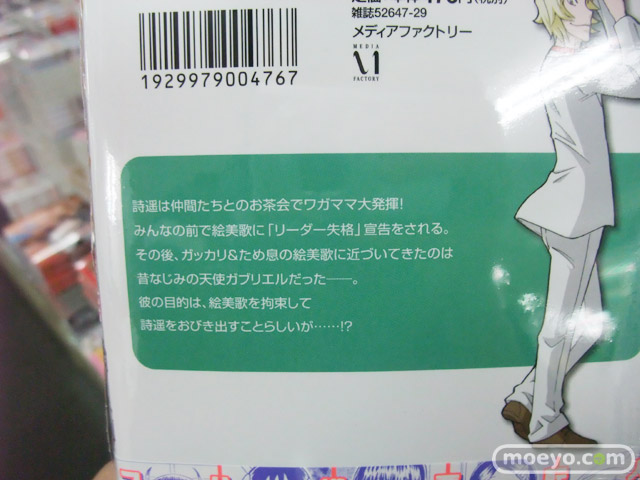 雑誌52647-29
メディアファクトリー
MEDIA
FACTORY
1929979004767
詩遥は仲間たちとのお茶会でワガママ大発揮!
みんなの前で絵美歌に「リーダー失格」宣告をされる。
その後、ガッカリ&ため息の絵美歌に近づいてきたのは
昔なじみの天使ガブリエルだった——。
彼の目的は、絵美歌を拘束して
詩遥をおびき出すことらしいが……!?
moeyo.com